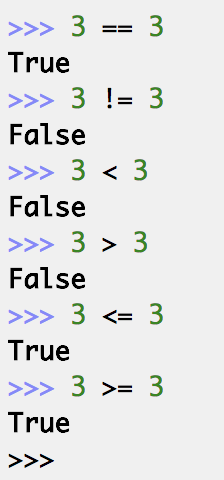 >>> 3 == 3
True
>>> 3 != 3
False
>>> 3 < 3
False
>>> 3 > 3
False
>>> 3 <= 3
True
>>> 3 >= 3
True
>>>